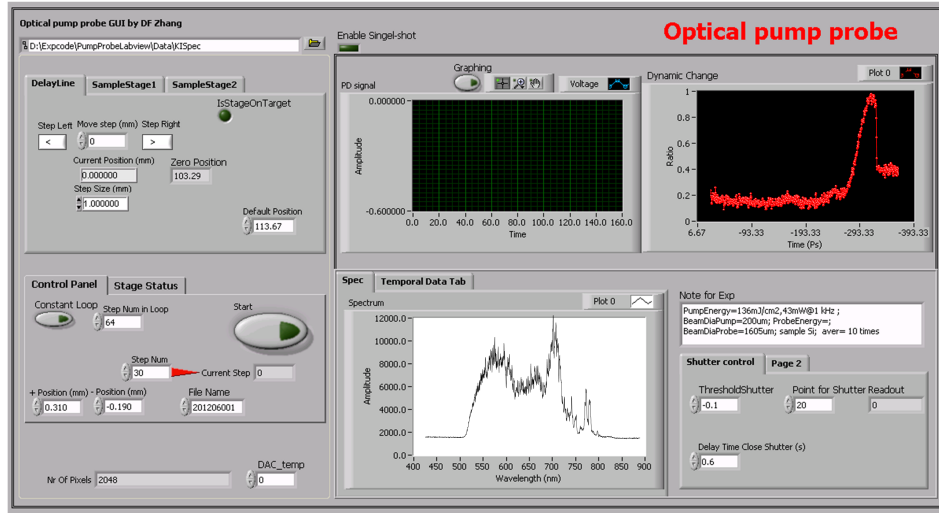 Optical pump probe GUI by DF Zhang
D:\Expcode\PumpProbeLabview\Data\KISpec
Enable Singel-shot
Optical pump probe
DelayLine SampleStage1 SampleStage2
IsStageOnTarget
Step Left Move step (mm) Step Right
< 0 >
Current Position (mm) Zero Position
0.000000 103.29
Step Size (mm)
1.000000
Default Position
113.67
Graphing
PD signal Voltage
0.000000
Amplitude
-0.600000
0.0 20.0 40.0 60.0 80.0 100.0 120.0 140.0 160.0
Time
Dynamic Change Plot 0
1
0.8
0.6
0.4
0.2
0
Ratio
6.67 -93.33 -193.33 -293.33 -393.33
Time (Ps)
Control Panel Stage Status
Constant Loop Step Num in Loop Start
64
Step Num
30 Current Step 0
+ Position (mm) - Position (mm) File Name
0.310 -0.190 201206001
Nr Of Pixels 2048
DAC_temp
0
Spec Temporal Data Tab
Spectrum Plot 0
12000.0
10000.0
8000.0
6000.0
4000.0
2000.0
0.0
Amplitude
400 450 500 550 600 650 700 750 800 850 900
Wavelength (nm)
Note for Exp
PumpEnergy=136mJ/cm2,43mW@1 kHz ;
BeamDiaPump=200um; ProbeEnergy=;
BeamDiaProbe=1605um; sample Si; aver= 10 times
Shutter control Page 2
ThresholdShutter Point for Shutter Readout
-0.1 20 0
Delay Time Close Shutter (s)
0.6